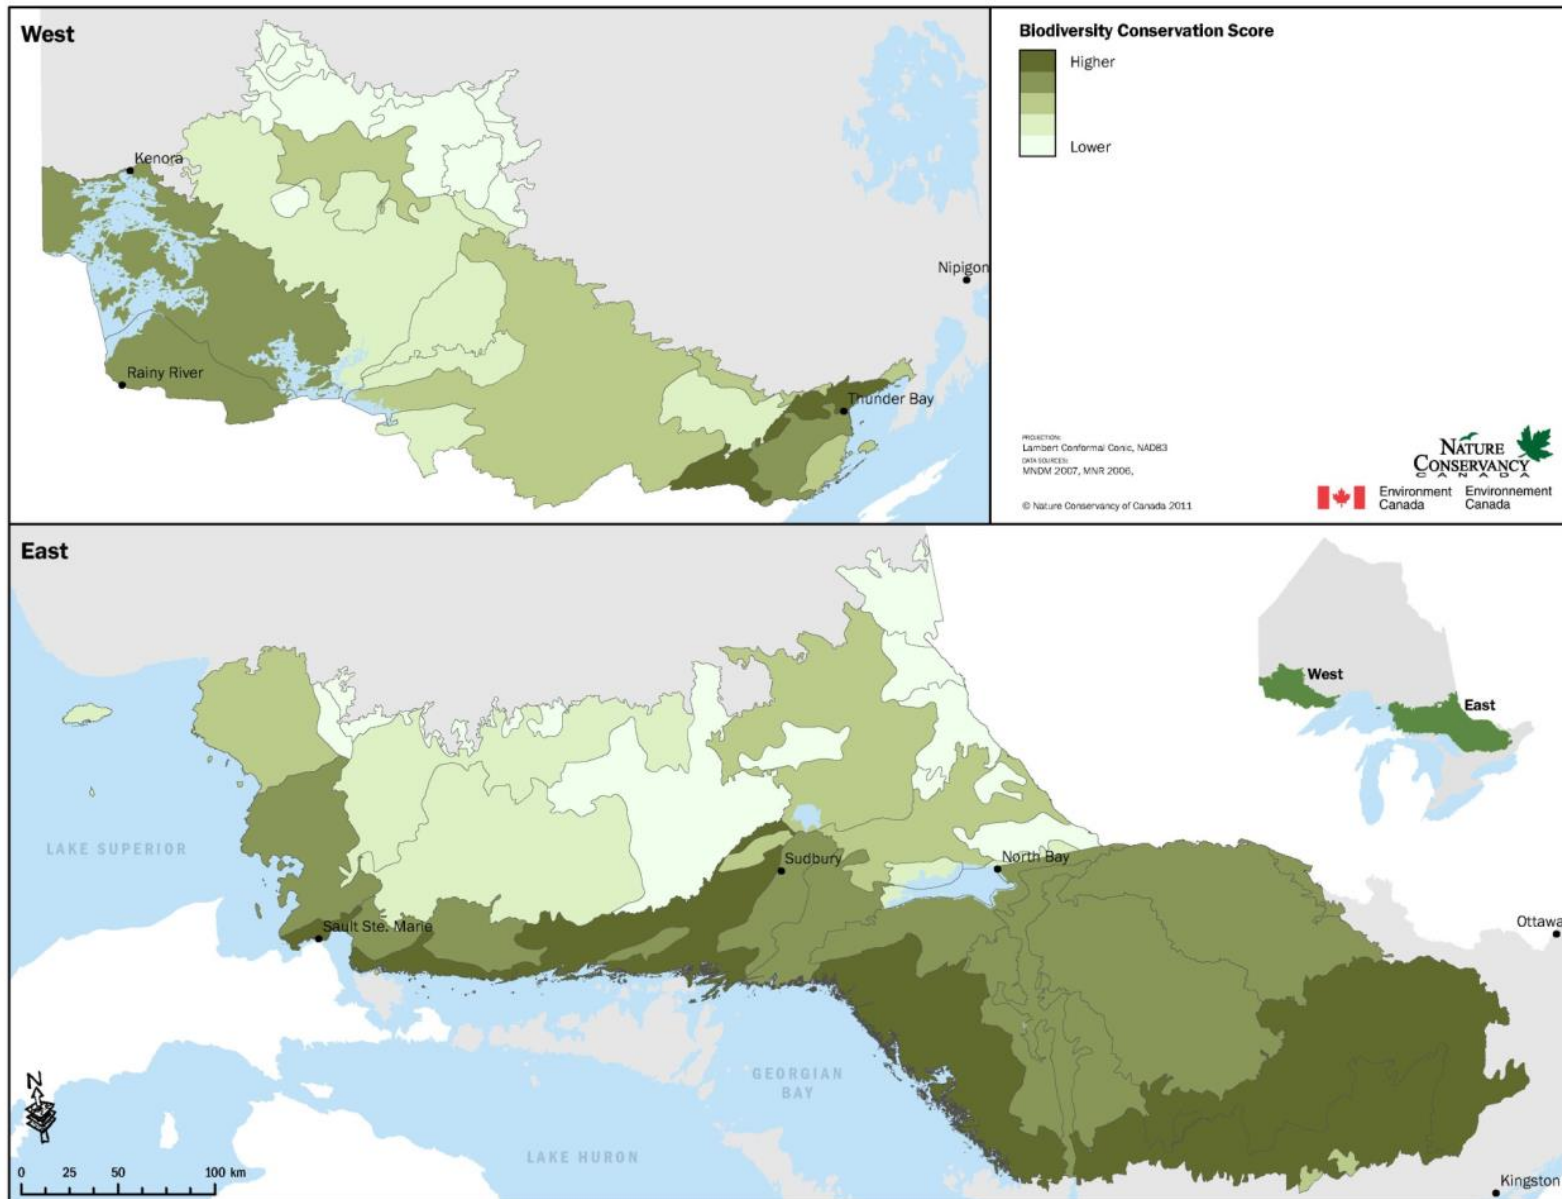 West
Kenora
Rainy River
Nipigon
Thunder Bay
Biodiversity Conservation Score
Higher
Lower
PROJECTION:
Lambert Conformal Conic, NAD83
DATA SOURCES:
MNDM 2007, MNR 2006,
© Nature Conservancy of Canada 2011
NATURE
CONSERVANCY
CANADA
Environment Canada
Environnement Canada
East
LAKE SUPERIOR
Sault Ste. Marie
Sudbury
North Bay
Ottawa
GEORGIAN
BAY
LAKE HURON
Kingston
West
East
N
0 25 50 100 km